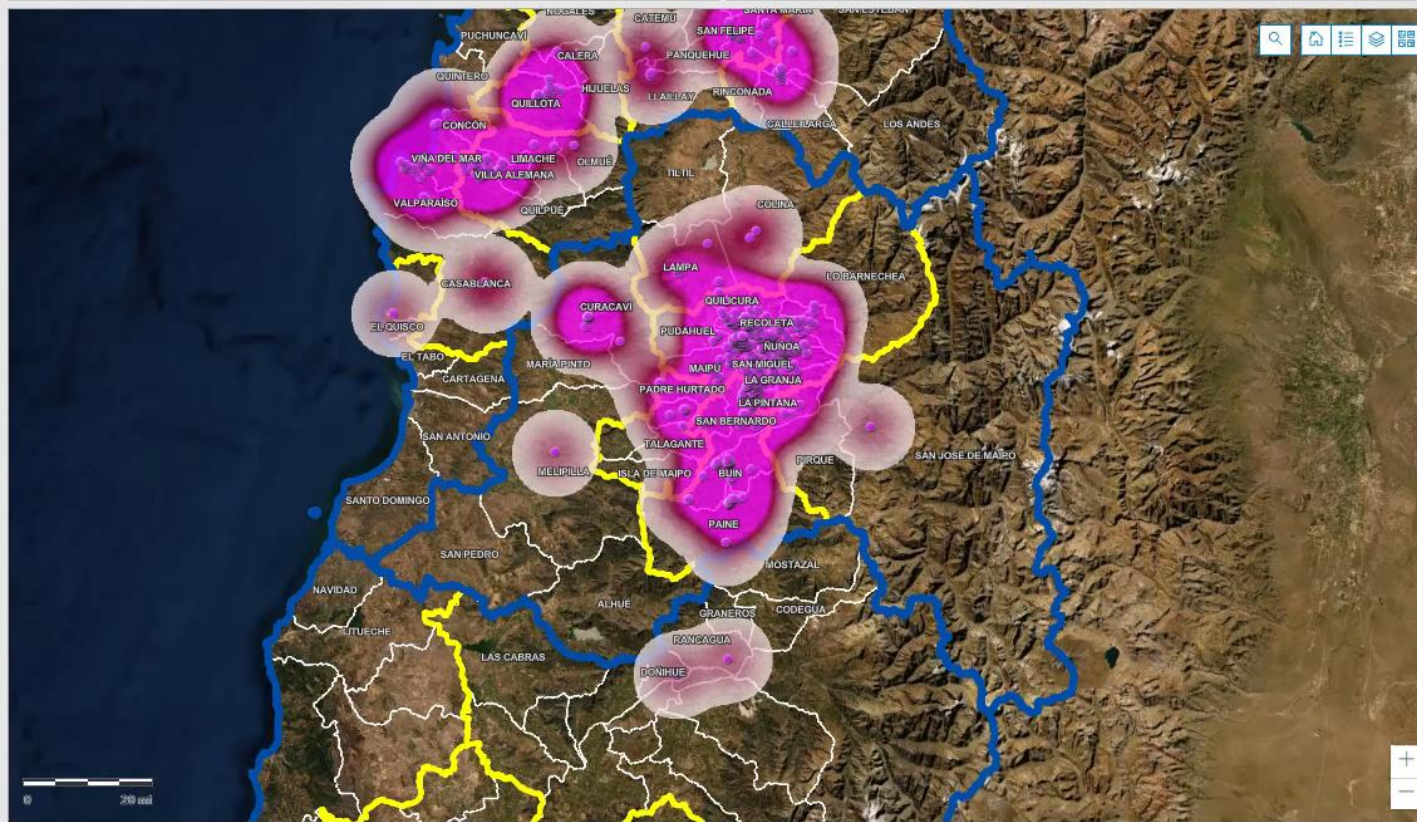 NOGALES
CATEMU
SANTA MARÍA
SAN ESTEBAN
PUCHUNCAVÍ
SAN FELIPE
CALERA
PANQUEHUE
QUINTERO
HIJUELAS
LLAILLAY
RINCONADA
QUILLOTA
CONCÓN
CALLE LARGA
LOS ANDES
VIÑA DEL MAR
LIMACHE
OLMUÉ
VILLA ALEMANA
TILTIL
VALPARAÍSO
QUILPUÉ
COLINA
LAMPA
LO BARNECHEA
CASABLANCA
QUILICURA
CURACAVÍ
EL QUISCO
PUDAHUEL
RECOLETA
ÑUÑOA
EL TABO
MARÍA PINTO
MAIPÚ
SAN MIGUEL
CARTAGENA
LA GRANJA
PADRE HURTADO
LA PINTANA
SAN BERNARDO
SAN ANTONIO
TALAGANTE
SAN JOSÉ DE MAIPO
PIRQUE
MELIPILLA
ISLA DE MAIPO
BUIN
SANTO DOMINGO
PAINE
SAN PEDRO
MOSTAZAL
NAVIDAD
ALHUÉ
GRANEROS
CODEGUA
LITUECHE
RANCAGUA
LAS CABRAS
DOÑIHUE
0 20 mi